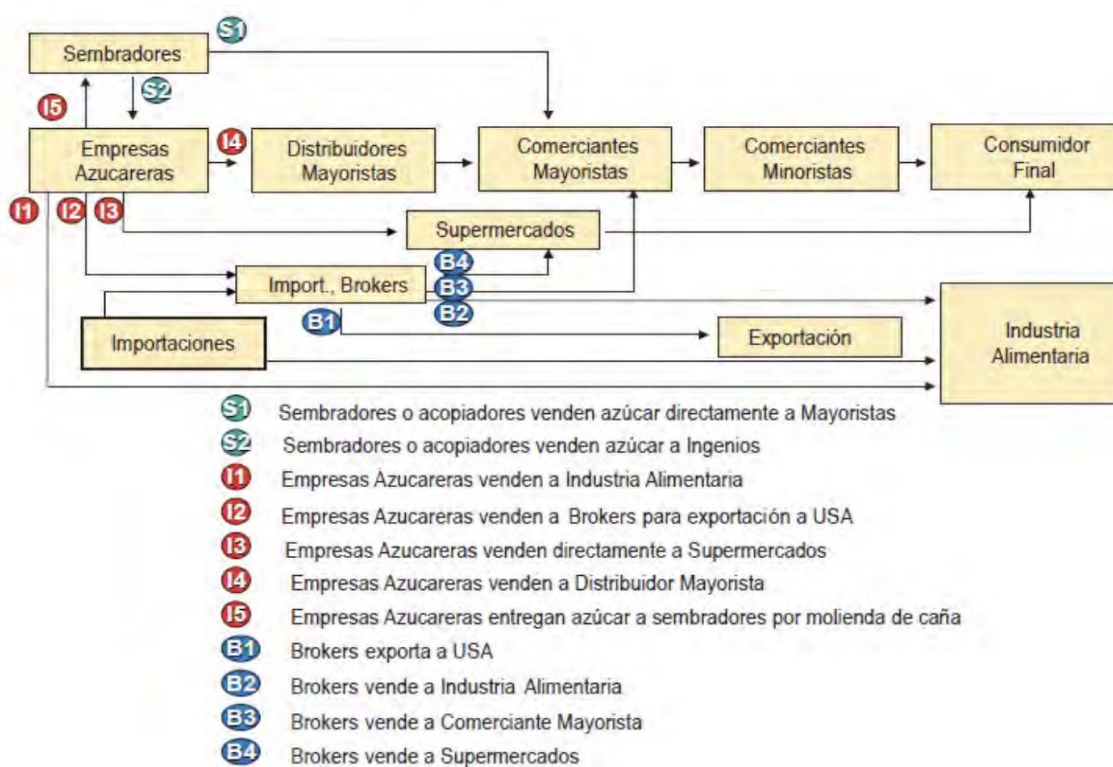 S1
Sembradores
I5
S2
Empresas
Azucareras
I4
Distribuidores
Mayoristas
Comerciantes
Mayoristas
Comerciantes
Minoristas
Consumidor
Final
I1
I2
I3
Supermercados
B4
Import., Brokers
B3
B1
B2
Importaciones
Exportación
Industria
Alimentaria
S1 Sembradores o acopiadores venden azúcar directamente a Mayoristas
S2 Sembradores o acopiadores venden azúcar a Ingenios
I1 Empresas Azucareras venden a Industria Alimentaria
I2 Empresas Azucareras venden a Brokers para exportación a USA
I3 Empresas Azucareras venden directamente a Supermercados
I4 Empresas Azucareras venden a Distribuidor Mayorista
I5 Empresas Azucareras entregan azúcar a sembradores por molienda de caña
B1 Brokers exporta a USA
B2 Brokers vende a Industria Alimentaria
B3 Brokers vende a Comerciante Mayorista
B4 Brokers vende a Supermercados